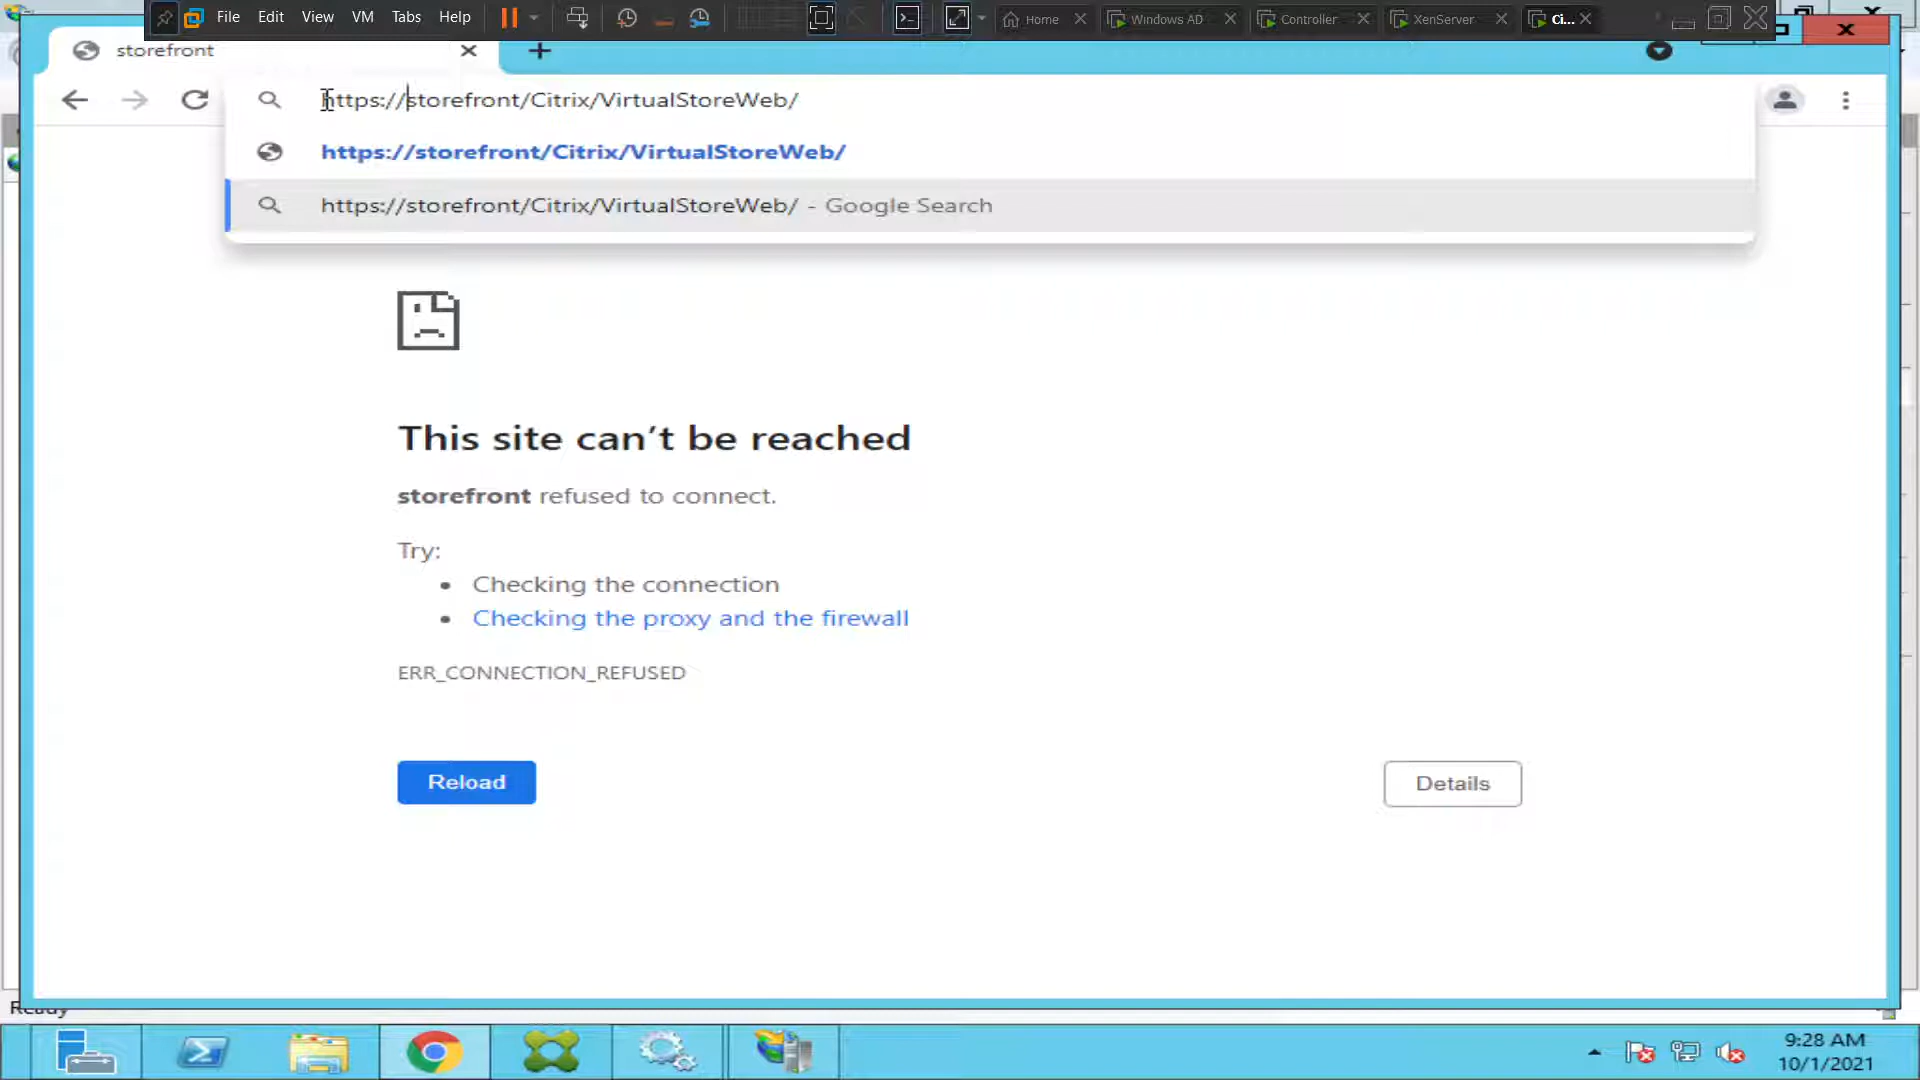 File Edit View VM Tabs Help
Home
Windows AD
Controller
XenServer
Ci...
storefront
https://storefront/Citrix/VirtualStoreWeb/
https://storefront/Citrix/VirtualStoreWeb/
https://storefront/Citrix/VirtualStoreWeb/ - Google Search
This site can't be reached
storefront refused to connect.
Try:
• Checking the connection
• Checking the proxy and the firewall
ERR_CONNECTION_REFUSED
Reload
Details
Ready
9:28 AM
10/1/2021